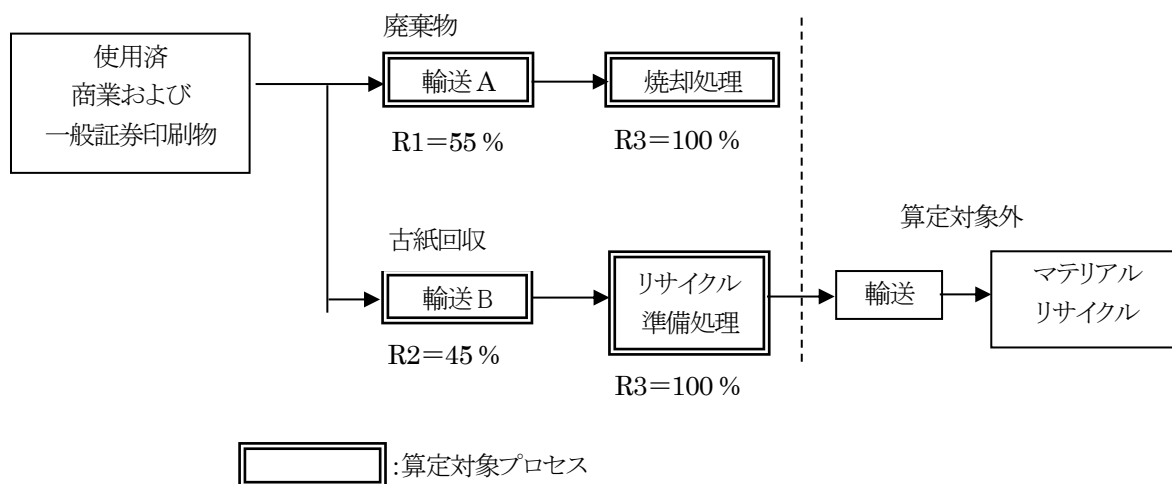 使用済
商業および
一般証券印刷物
廃棄物
輸送A
焼却処理
R1＝55 %
R3＝100 %
古紙回収
輸送B
リサイクル
準備処理
R2＝45 %
R3＝100 %
算定対象外
輸送
マテリアル
リサイクル
:算定対象プロセス